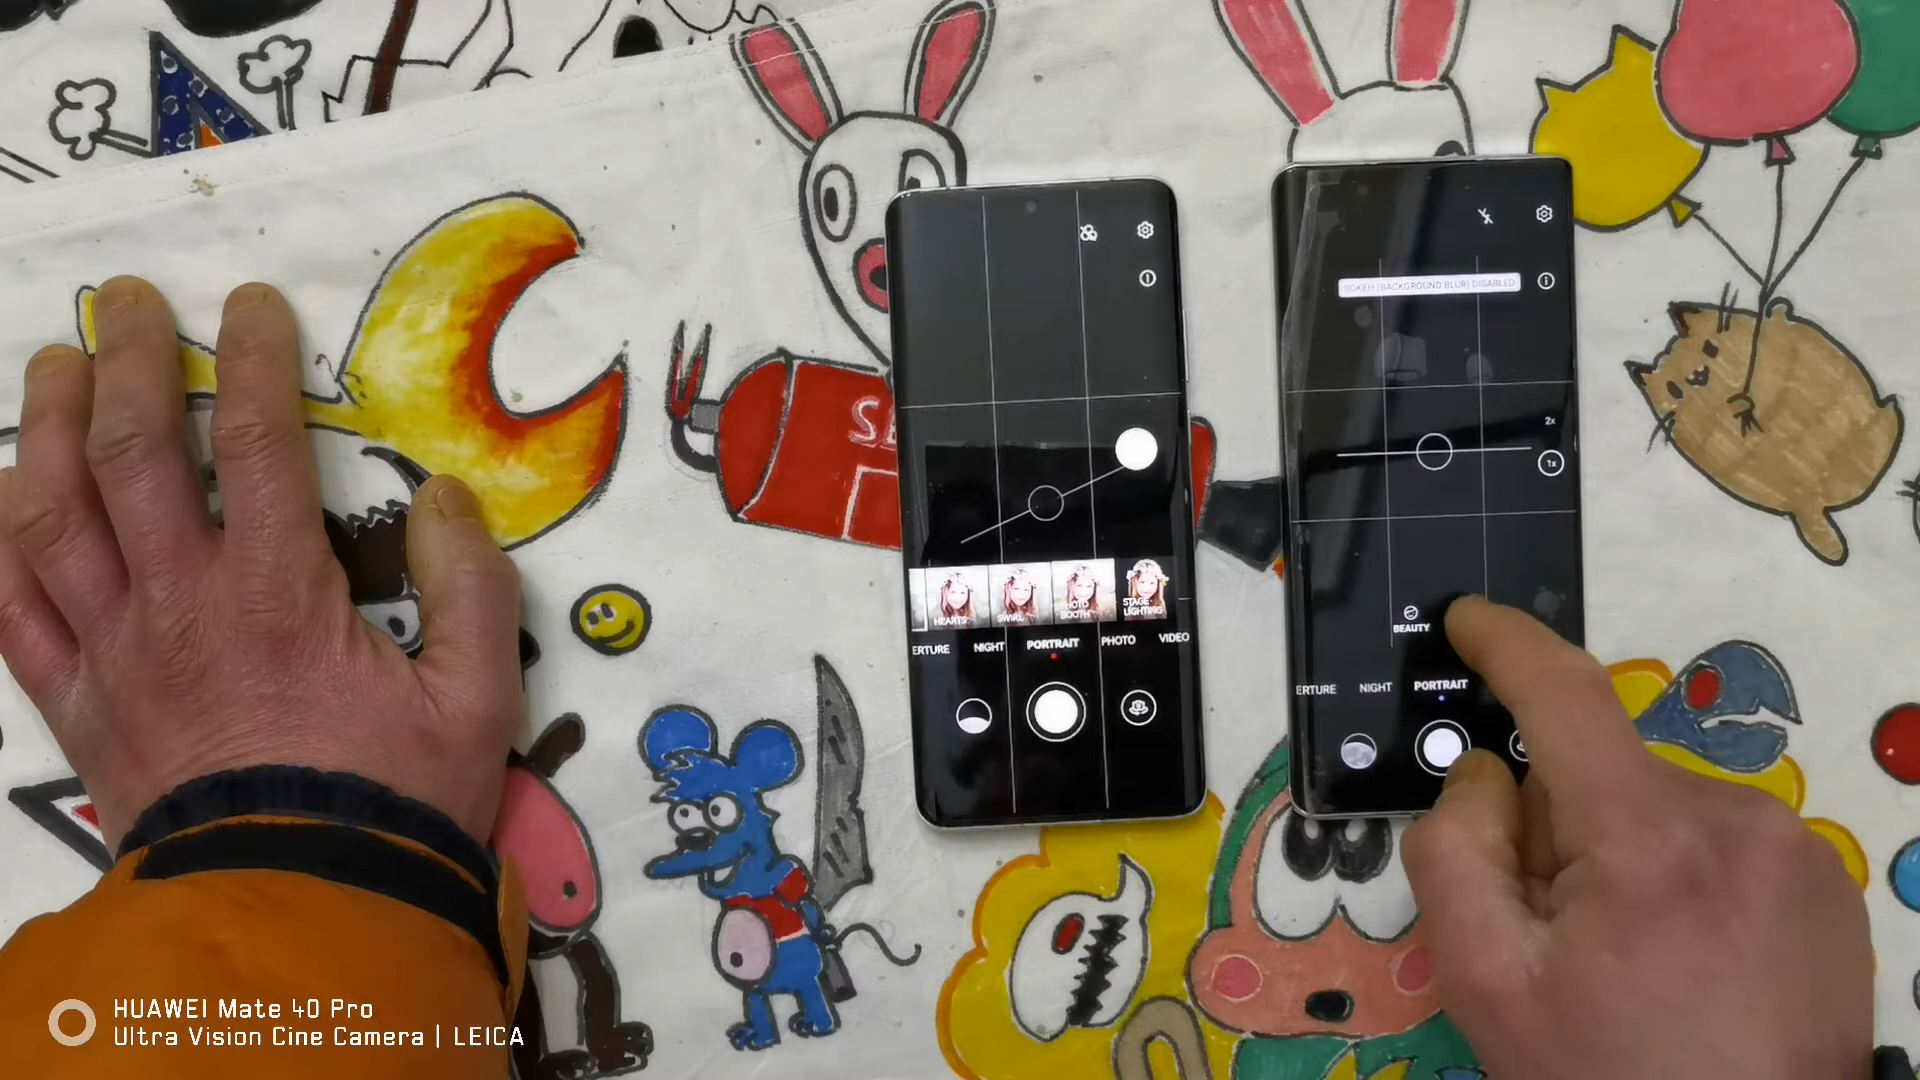 BOKEH (BACKGROUND BLUR) DISABLED
2x
1x
HEARTS
SWIRL
PHOTO BOOTH
STAGE LIGHTING
BEAUTY
ERTURE
NIGHT
PORTRAIT
PHOTO
VIDEO
ERTURE
NIGHT
PORTRAIT
HUAWEI Mate 40 Pro
Ultra Vision Cine Camera | LEICA